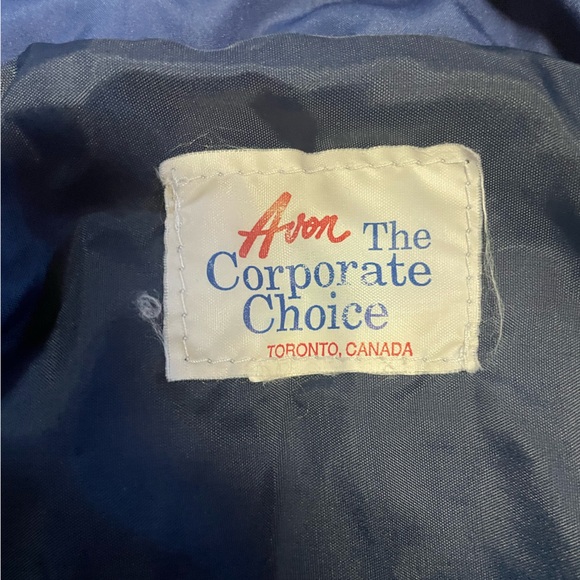 Avon The
Corporate
Choice
TORONTO, CANADA